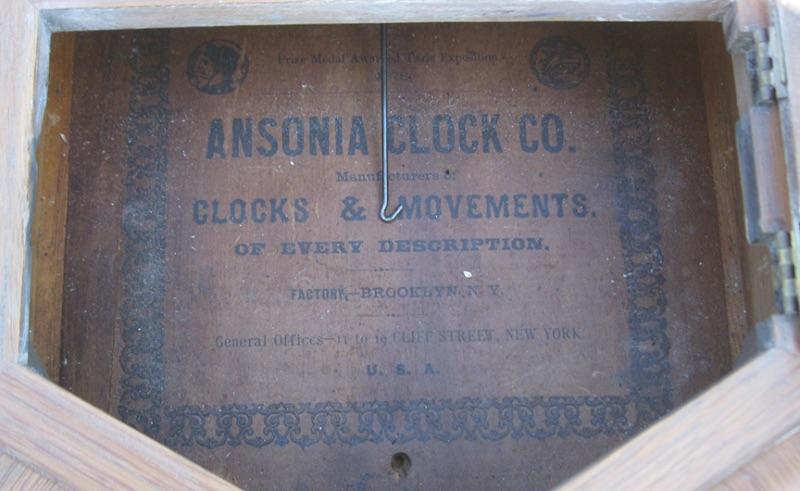 Prize Medal Awarded Paris Exposition.
ANSONIA CLOCK CO.
Manufacturers of
CLOCKS & MOVEMENTS.
OF EVERY DESCRIPTION.
FACTORY,—BROOKLYN, N. Y.
General Offices—11 to 19 CLIFF STREET, NEW YORK
U. S. A.